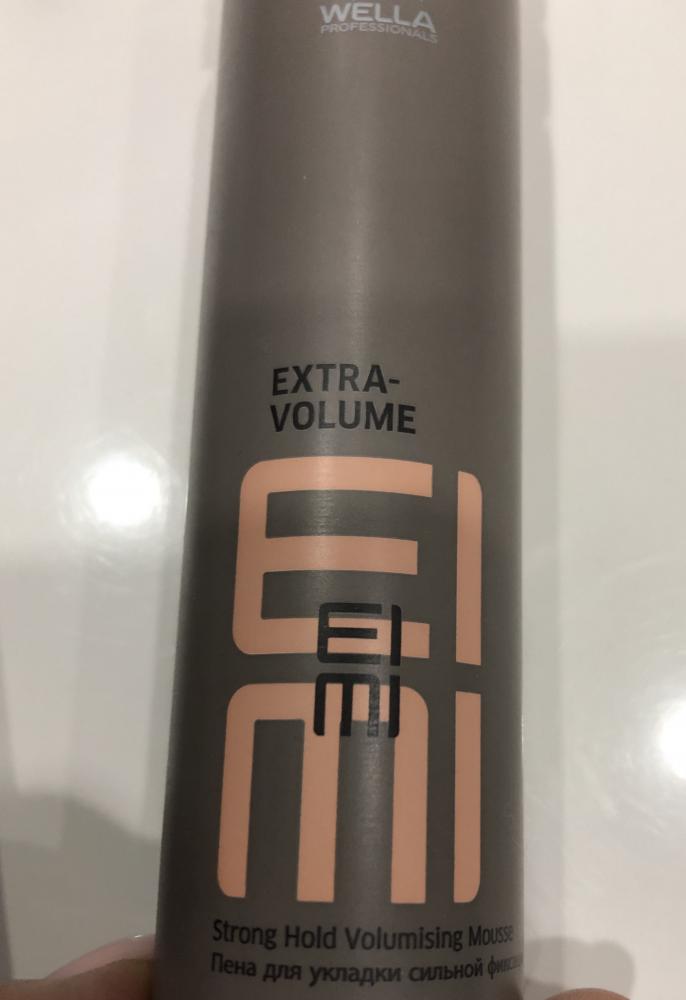 WELLA
PROFESSIONALS
EXTRA-
VOLUME
EIMI
EIMI
Strong Hold Volumising Mousse
Пена для укладки сильной